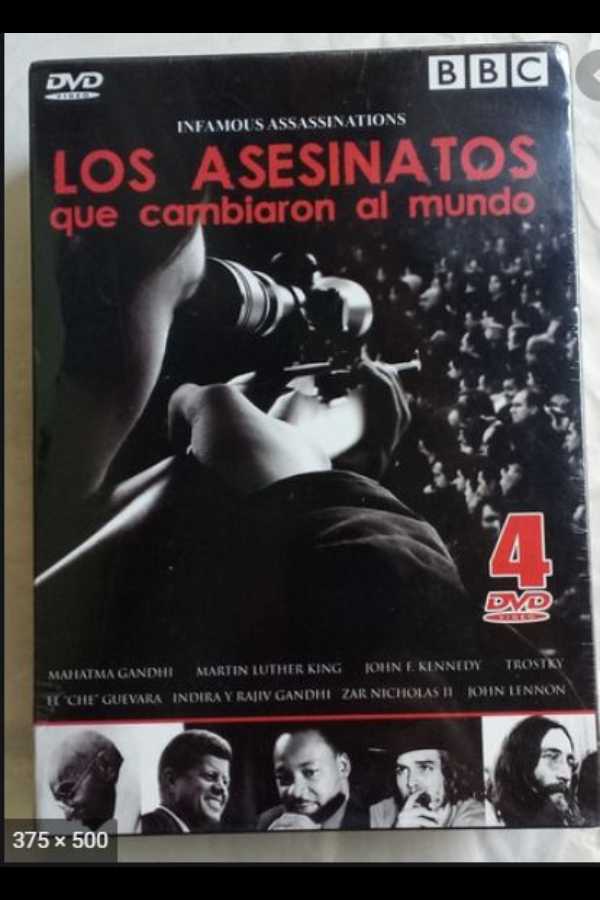 DVD
VIDEO
BBC
INFAMOUS ASSASSINATIONS
LOS ASESINATOS
que cambiaron al mundo
4
DVD
VIDEO
MAHATMA GANDHI MARTIN LUTHER KING JOHN F. KENNEDY TROSTKY
EL "CHE" GUEVARA INDIRA Y RAJIV GANDHI ZAR NICHOLAS II JOHN LENNON
375 × 500